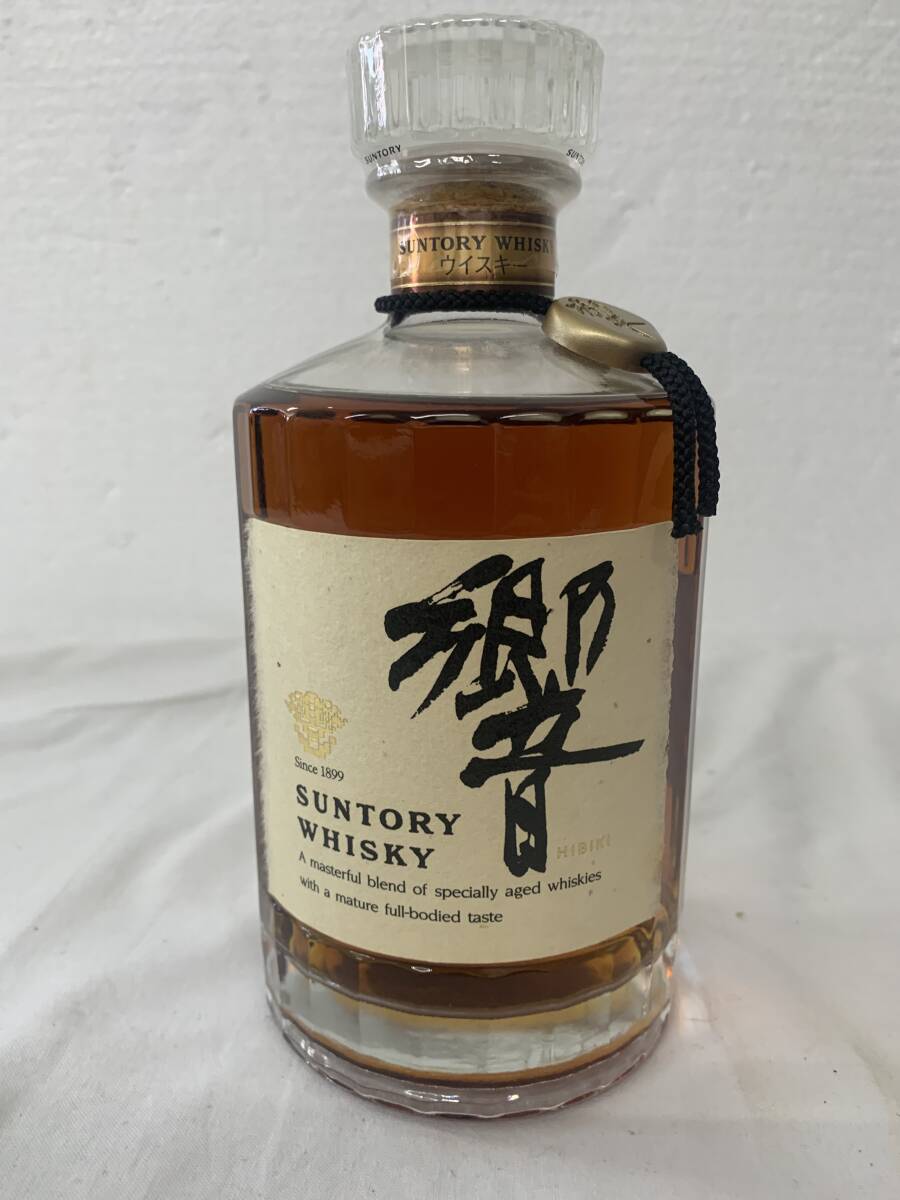 SUNTORY
SUNTO
SUNTORY WHISKY
ウイスキー
響
Since 1899
SUNTORY
WHISKY
HIBIKI
A masterful blend of specially aged whiskies
with a mature full-bodied taste